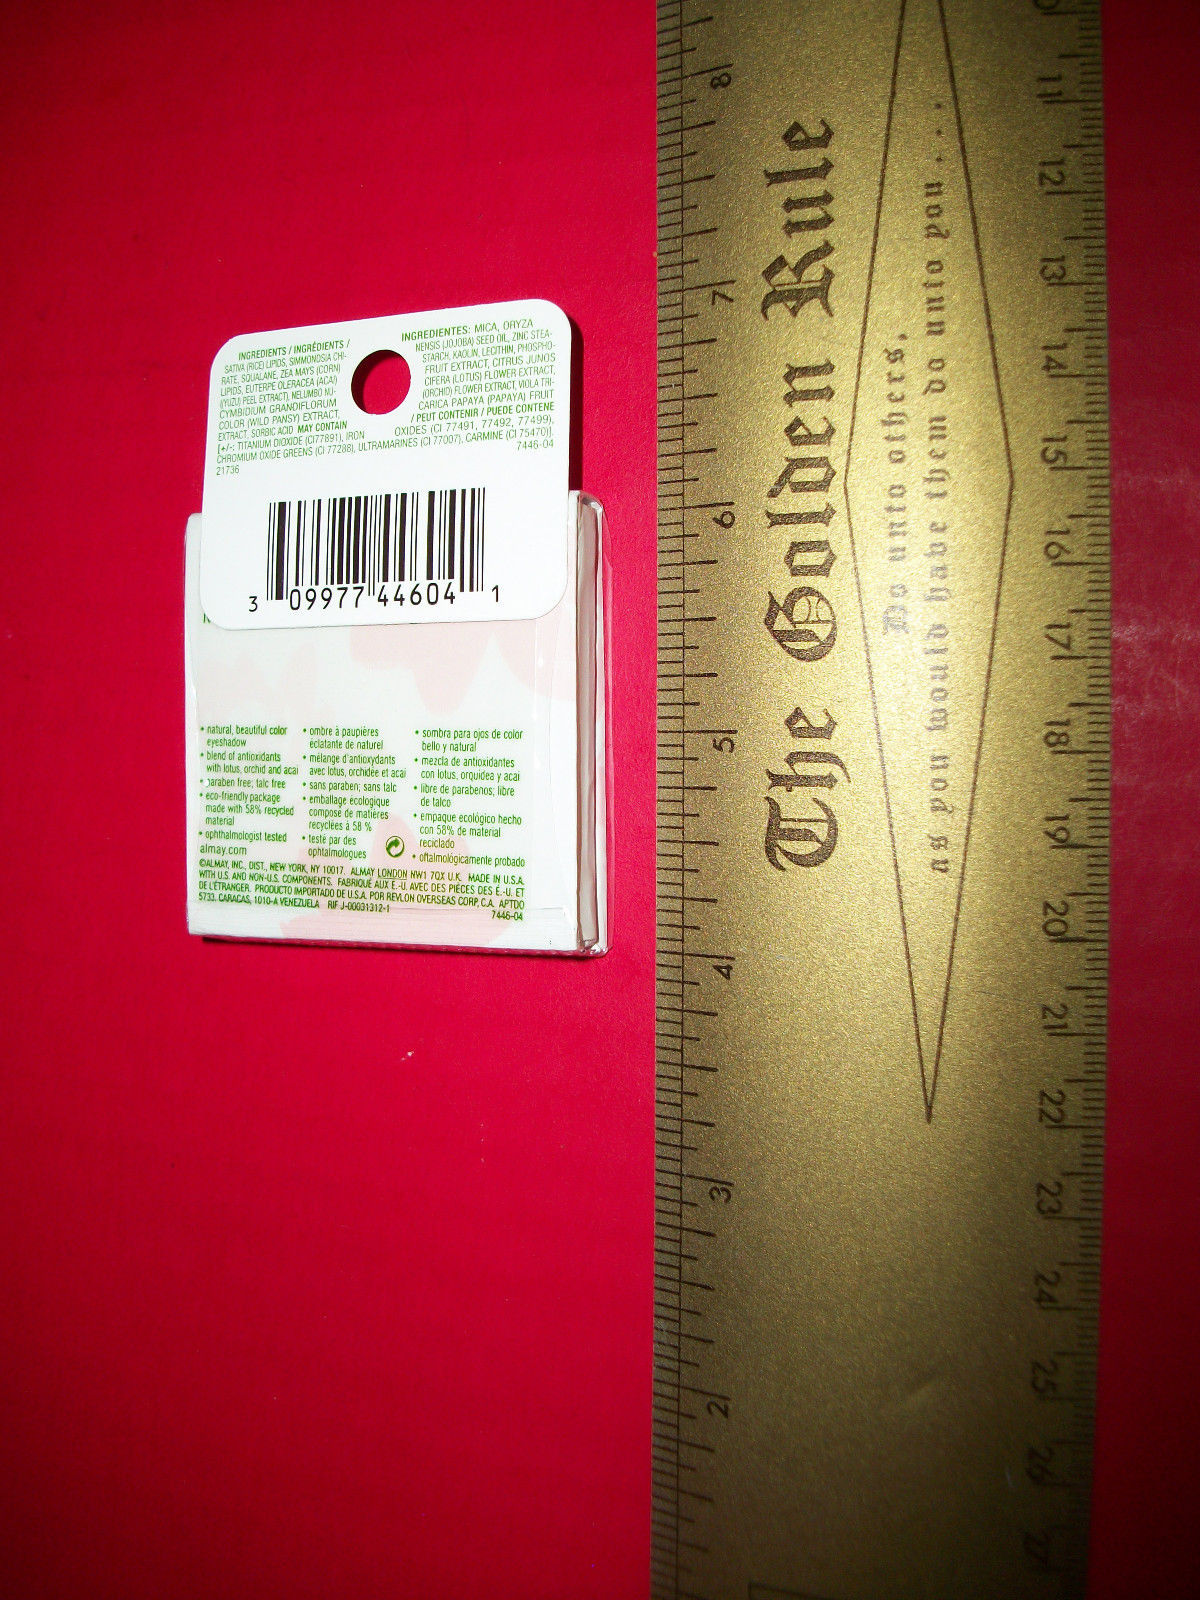 INGREDIENTS / INGRÉDIENTS / INGREDIENTES: MICA, ORYZA
SATIVA (RICE) LIPIDS, SIMMONDSIA CHI- NENSIS (JOJOBA) SEED OIL, ZINC STEA-
RATE, SQUALANE, ZEA MAYS (CORN) STARCH, KAOLIN, LECITHIN, PHOSPHO-
LIPIDS, EUTERPE OLERACEA (ACAI) FRUIT EXTRACT, CITRUS JUNOS
(YUZU) PEEL EXTRACT), NELUMBO NU- CIFERA (LOTUS) FLOWER EXTRACT,
CYMBIDIUM GRANDIFLORUM (ORCHID) FLOWER EXTRACT, VIOLA TRI-
COLOR (WILD PANSY) EXTRACT, CARICA PAPAYA (PAPAYA) FRUIT
EXTRACT, SORBIC ACID MAY CONTAIN / PEUT CONTENIR / PUEDE CONTENE
[+/-: TITANIUM DIOXIDE (CI77891), IRON OXIDES (CI 77491, 77492, 77499),
CHROMIUM OXIDE GREENS (CI 77288), ULTRAMARINES (CI 77007), CARMINE (CI 75470)].
21736 7446-04
3 09977 44604 1
• natural, beautiful color
eyeshadow
• blend of antioxidants
with lotus, orchid and acai
• paraben free; talc free
• eco-friendly package
made with 58% recycled
material
• ophthalmologist tested
almay.com
• ombre à paupières
éclatante de naturel
• mélange d'antioxydants
avec lotus, orchidée et acai
• sans paraben; sans talc
• emballage écologique
composé de matières
recyclées à 58 %
• testé par des
ophtalmologues
• sombra para ojos de color
bello y natural
• mezcla de antioxidantes
con lotus, orquídea y acai
• libre de parabenos; libre
de talco
• empaque ecológico hecho
con 58% de material
reciclado
• oftalmológicamente probado
©ALMAY, INC., DIST., NEW YORK, NY 10017. ALMAY LONDON NW1 7QX U.K. MADE IN U.S.A.
WITH U.S. AND NON-U.S. COMPONENTS. FABRIQUÉ AUX É.-U. AVEC DES PIÈCES DES É.-U. ET
DE L'ÉTRANGER. PRODUCTO IMPORTADO DE U.S.A. POR REVLON OVERSEAS CORP, C.A. APTDO
5733. CARACAS, 1010-A VENEZUELA RIF J-00031312-1
7446-04
The Golden Rule
Do unto others,
as you would have them do unto you . . .
2 3 4 5 6 7 8
11 12 13 14 15 16 17 18 19 20 21 22 23 24 25 26 27